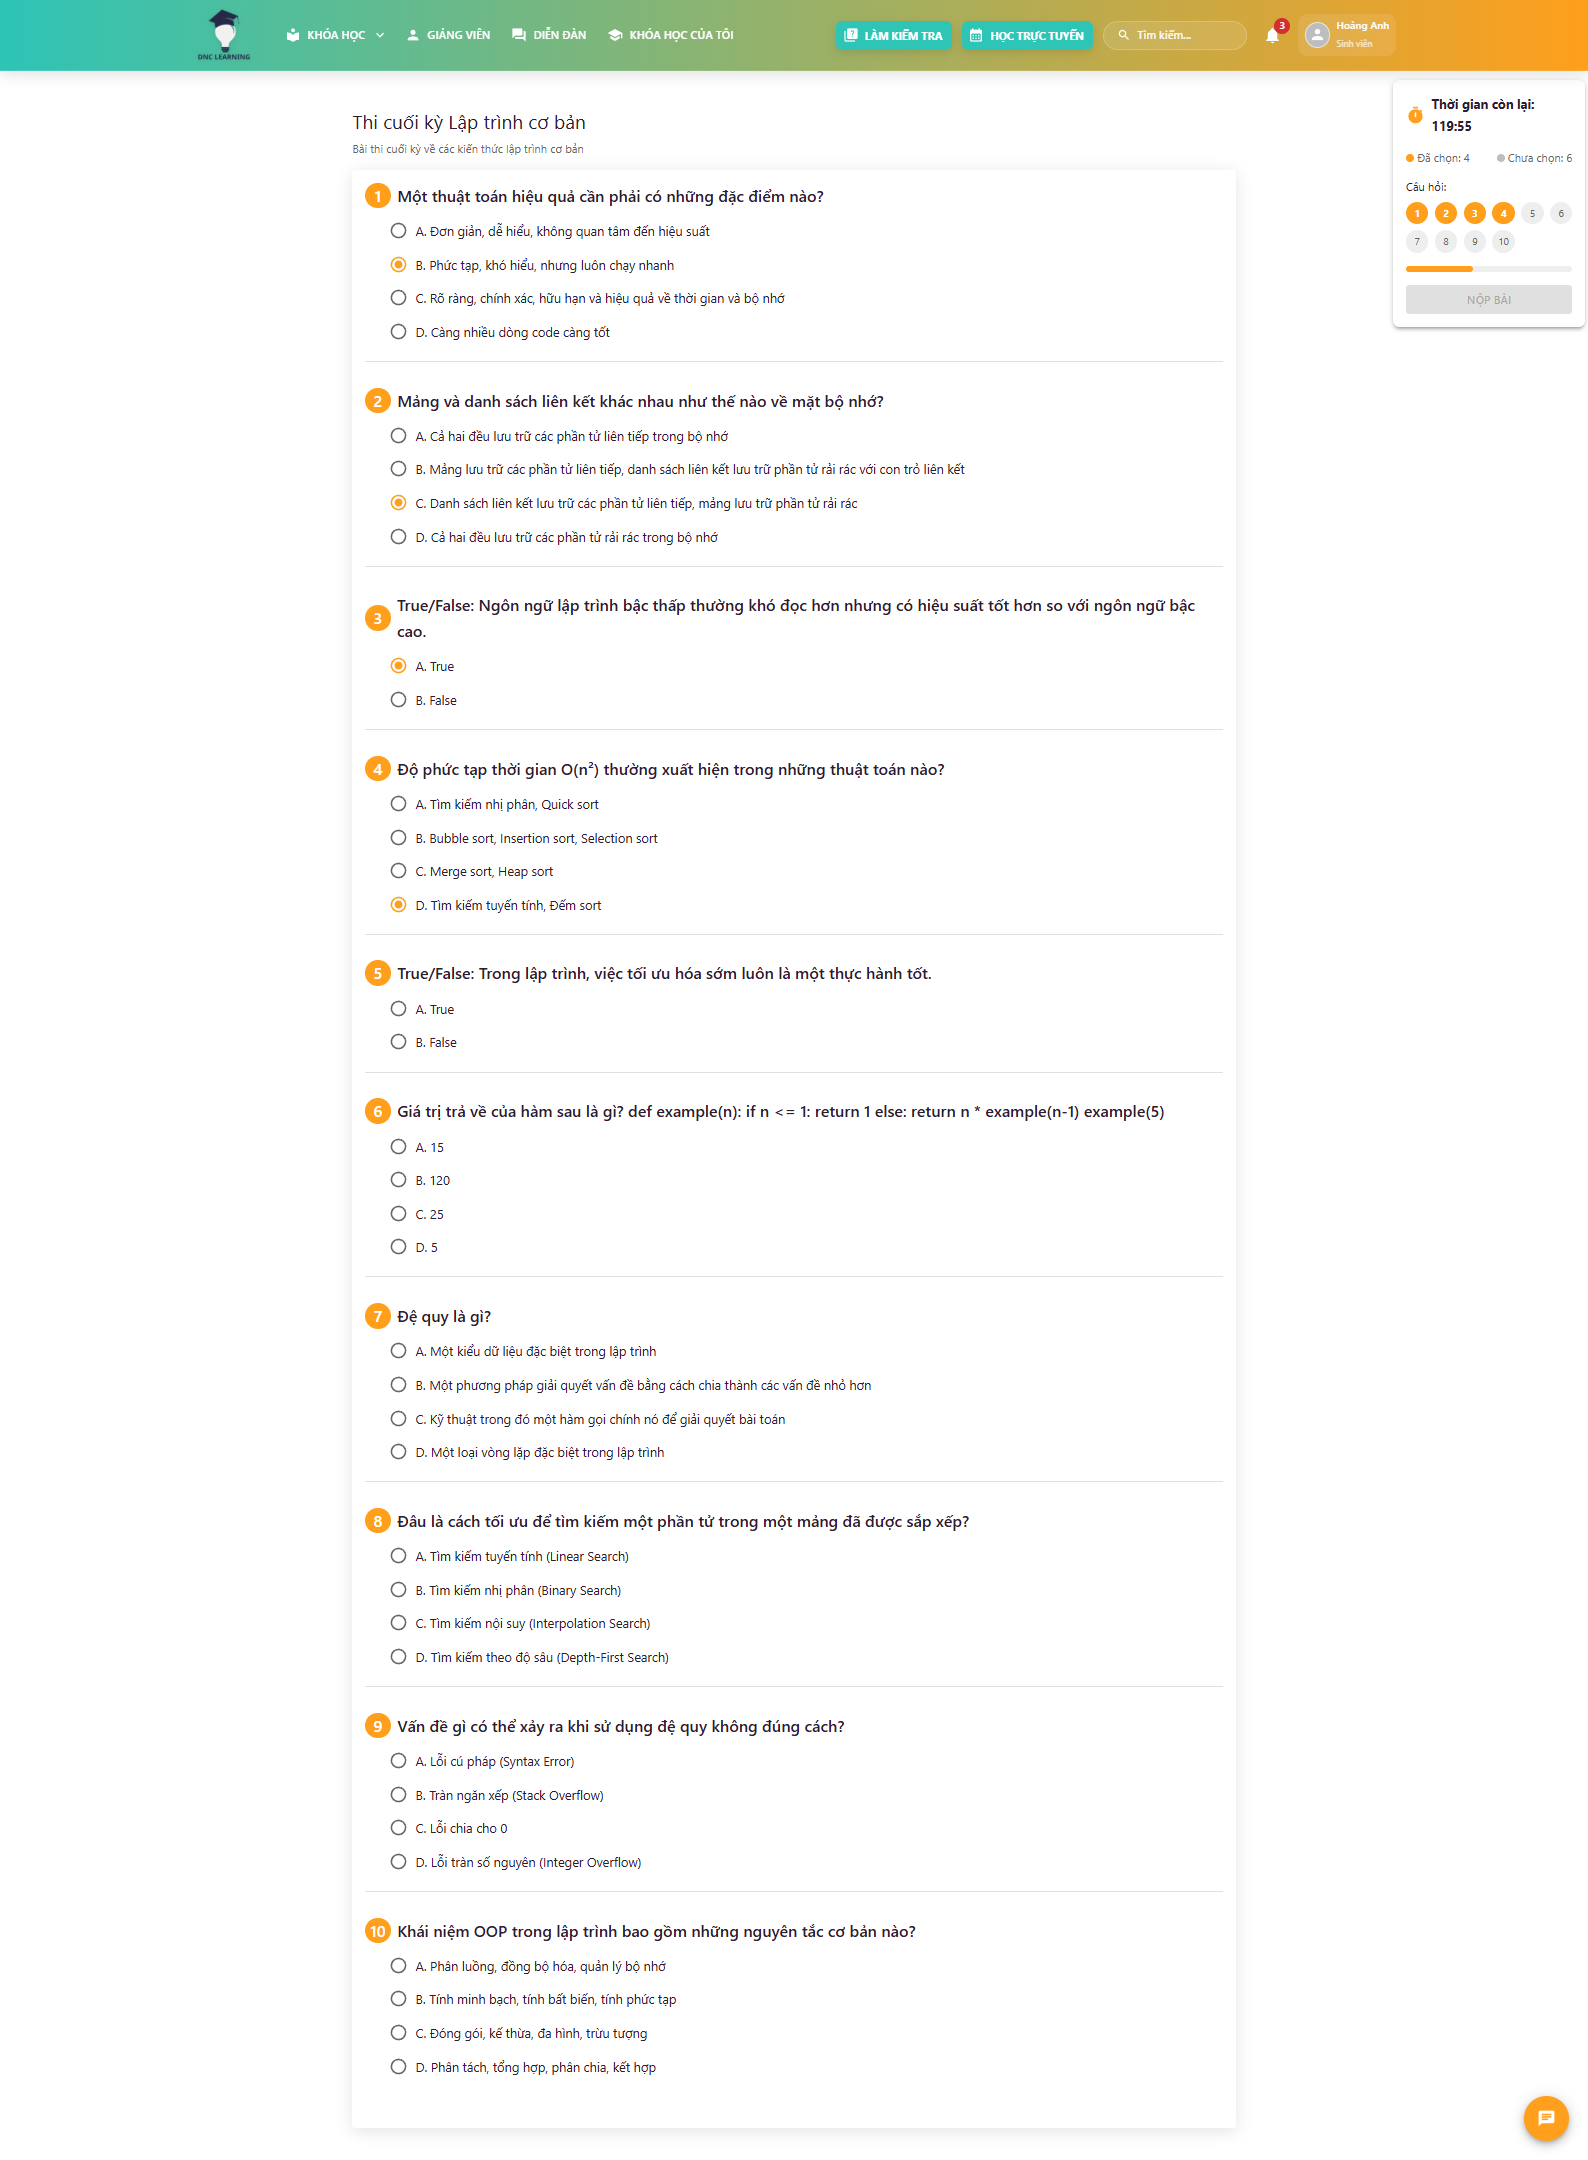 DNC LEARNING
KHÓA HỌC
GIẢNG VIÊN
DIỄN ĐÀN
KHÓA HỌC CỦA TÔI
LÀM KIỂM TRA
HỌC TRỰC TUYẾN
Tìm kiếm...
3
Hoàng Anh
Sinh viên
Thời gian còn lại:
119:55
Đã chọn: 4
Chưa chọn: 6
Câu hỏi:
1 2 3 4 5 6
7 8 9 10
NỘP BÀI
Thi cuối kỳ Lập trình cơ bản
Bài thi cuối kỳ về các kiến thức lập trình cơ bản
1 Một thuật toán hiệu quả cần phải có những đặc điểm nào?
A. Đơn giản, dễ hiểu, không quan tâm đến hiệu suất
B. Phức tạp, khó hiểu, nhưng luôn chạy nhanh
C. Rõ ràng, chính xác, hữu hạn và hiệu quả về thời gian và bộ nhớ
D. Càng nhiều dòng code càng tốt
2 Mảng và danh sách liên kết khác nhau như thế nào về mặt bộ nhớ?
A. Cả hai đều lưu trữ các phần tử liên tiếp trong bộ nhớ
B. Mảng lưu trữ các phần tử liên tiếp, danh sách liên kết lưu trữ phần tử rải rác với con trỏ liên kết
C. Danh sách liên kết lưu trữ các phần tử liên tiếp, mảng lưu trữ phần tử rải rác
D. Cả hai đều lưu trữ các phần tử rải rác trong bộ nhớ
3 True/False: Ngôn ngữ lập trình bậc thấp thường khó đọc hơn nhưng có hiệu suất tốt hơn so với ngôn ngữ bậc
cao.
A. True
B. False
4 Độ phức tạp thời gian O(n²) thường xuất hiện trong những thuật toán nào?
A. Tìm kiếm nhị phân, Quick sort
B. Bubble sort, Insertion sort, Selection sort
C. Merge sort, Heap sort
D. Tìm kiếm tuyến tính, Đếm sort
5 True/False: Trong lập trình, việc tối ưu hóa sớm luôn là một thực hành tốt.
A. True
B. False
6 Giá trị trả về của hàm sau là gì? def example(n): if n <= 1: return 1 else: return n * example(n-1) example(5)
A. 15
B. 120
C. 25
D. 5
7 Đệ quy là gì?
A. Một kiểu dữ liệu đặc biệt trong lập trình
B. Một phương pháp giải quyết vấn đề bằng cách chia thành các vấn đề nhỏ hơn
C. Kỹ thuật trong đó một hàm gọi chính nó để giải quyết bài toán
D. Một loại vòng lặp đặc biệt trong lập trình
8 Đâu là cách tối ưu để tìm kiếm một phần tử trong một mảng đã được sắp xếp?
A. Tìm kiếm tuyến tính (Linear Search)
B. Tìm kiếm nhị phân (Binary Search)
C. Tìm kiếm nội suy (Interpolation Search)
D. Tìm kiếm theo độ sâu (Depth-First Search)
9 Vấn đề gì có thể xảy ra khi sử dụng đệ quy không đúng cách?
A. Lỗi cú pháp (Syntax Error)
B. Tràn ngăn xếp (Stack Overflow)
C. Lỗi chia cho 0
D. Lỗi tràn số nguyên (Integer Overflow)
10 Khái niệm OOP trong lập trình bao gồm những nguyên tắc cơ bản nào?
A. Phân luồng, đồng bộ hóa, quản lý bộ nhớ
B. Tính minh bạch, tính bất biến, tính phức tạp
C. Đóng gói, kế thừa, đa hình, trừu tượng
D. Phân tách, tổng hợp, phân chia, kết hợp